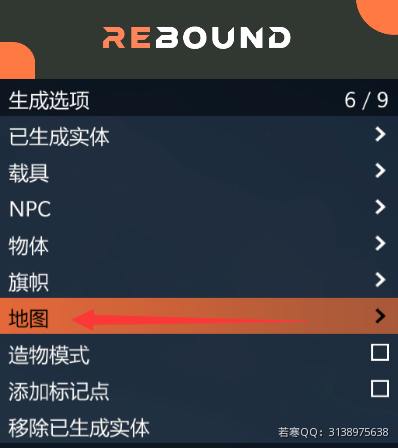 REBOUND
生成选项 6 / 9
已生成实体
载具
NPC
物体
旗帜
地图
造物模式
添加标记点
移除已生成实体
若寒QQ：3138975638